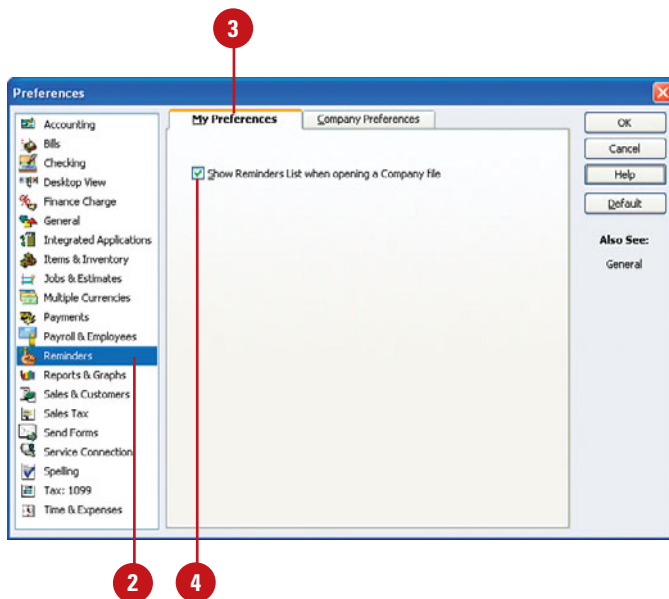 3
Preferences
Accounting
Bills
Checking
Desktop View
Finance Charge
General
Integrated Applications
Items & Inventory
Jobs & Estimates
Multiple Currencies
Payments
Payroll & Employees
Reminders
Reports & Graphs
Sales & Customers
Sales Tax
Send Forms
Service Connection
Spelling
Tax: 1099
Time & Expenses
My Preferences
Company Preferences
Show Reminders List when opening a Company file
OK
Cancel
Help
Default
Also See:
General
2
4